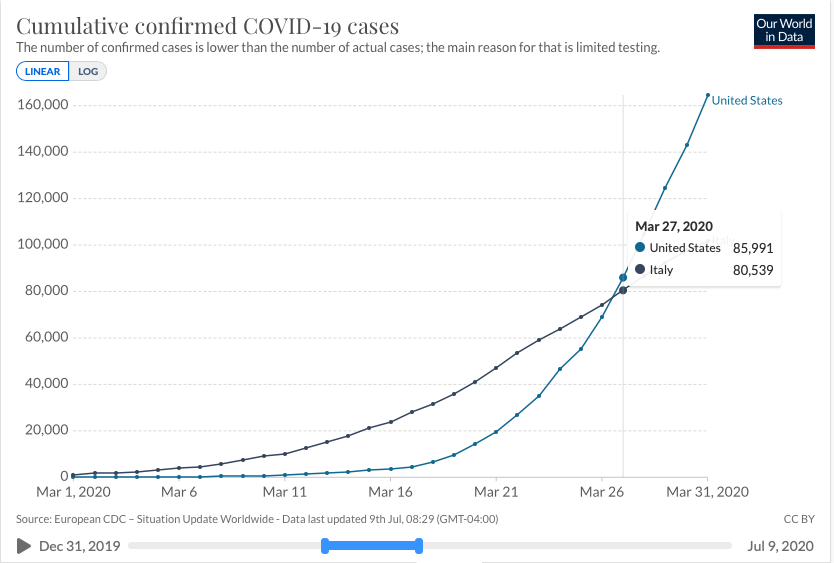 Cumulative confirmed COVID-19 cases
The number of confirmed cases is lower than the number of actual cases; the main reason for that is limited testing.
Our World
in Data
LINEAR LOG
160,000
140,000
120,000
100,000
80,000
60,000
40,000
20,000
0
United States
Mar 27, 2020
United States 85,991
Italy 80,539
Mar 1, 2020 Mar 6 Mar 11 Mar 16 Mar 21 Mar 26 Mar 31, 2020
Source: European CDC – Situation Update Worldwide - Data last updated 9th Jul, 08:29 (GMT-04:00) CC BY
Dec 31, 2019 Jul 9, 2020